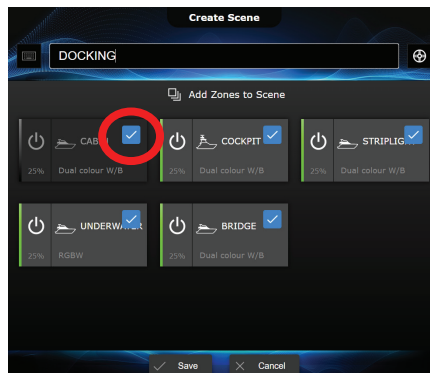 Create Scene
DOCKING
Add Zones to Scene
CABIN COCKPIT STRIPLIG
25% Dual colour W/B 25% Dual colour W/B 25% Dual colour W/B
UNDERWATER BRIDGE
25% RGBW 25% Dual colour W/B
Save Cancel